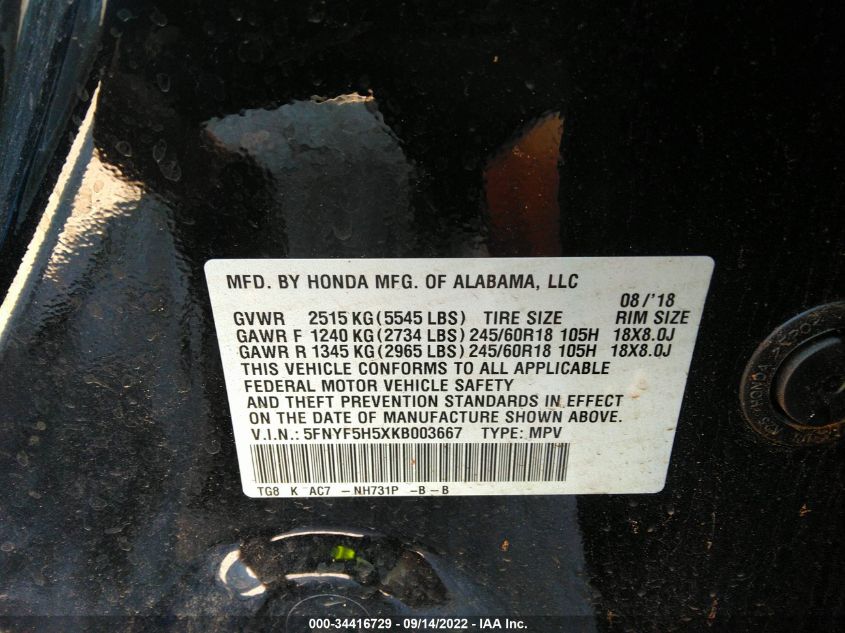 MFD. BY HONDA MFG. OF ALABAMA, LLC
08/'18
GVWR 2515 KG (5545 LBS) TIRE SIZE RIM SIZE
GAWR F 1240 KG (2734 LBS) 245/60R18 105H 18X8.0J
GAWR R 1345 KG (2965 LBS) 245/60R18 105H 18X8.0J
THIS VEHICLE CONFORMS TO ALL APPLICABLE
FEDERAL MOTOR VEHICLE SAFETY
AND THEFT PREVENTION STANDARDS IN EFFECT
ON THE DATE OF MANUFACTURE SHOWN ABOVE.
V.I.N.: 5FNYF5H5XKB003667 TYPE: MPV
TG8 K AC7 -NH731P -B-B
HONDA
000-34416729 - 09/14/2022 - IAA Inc.